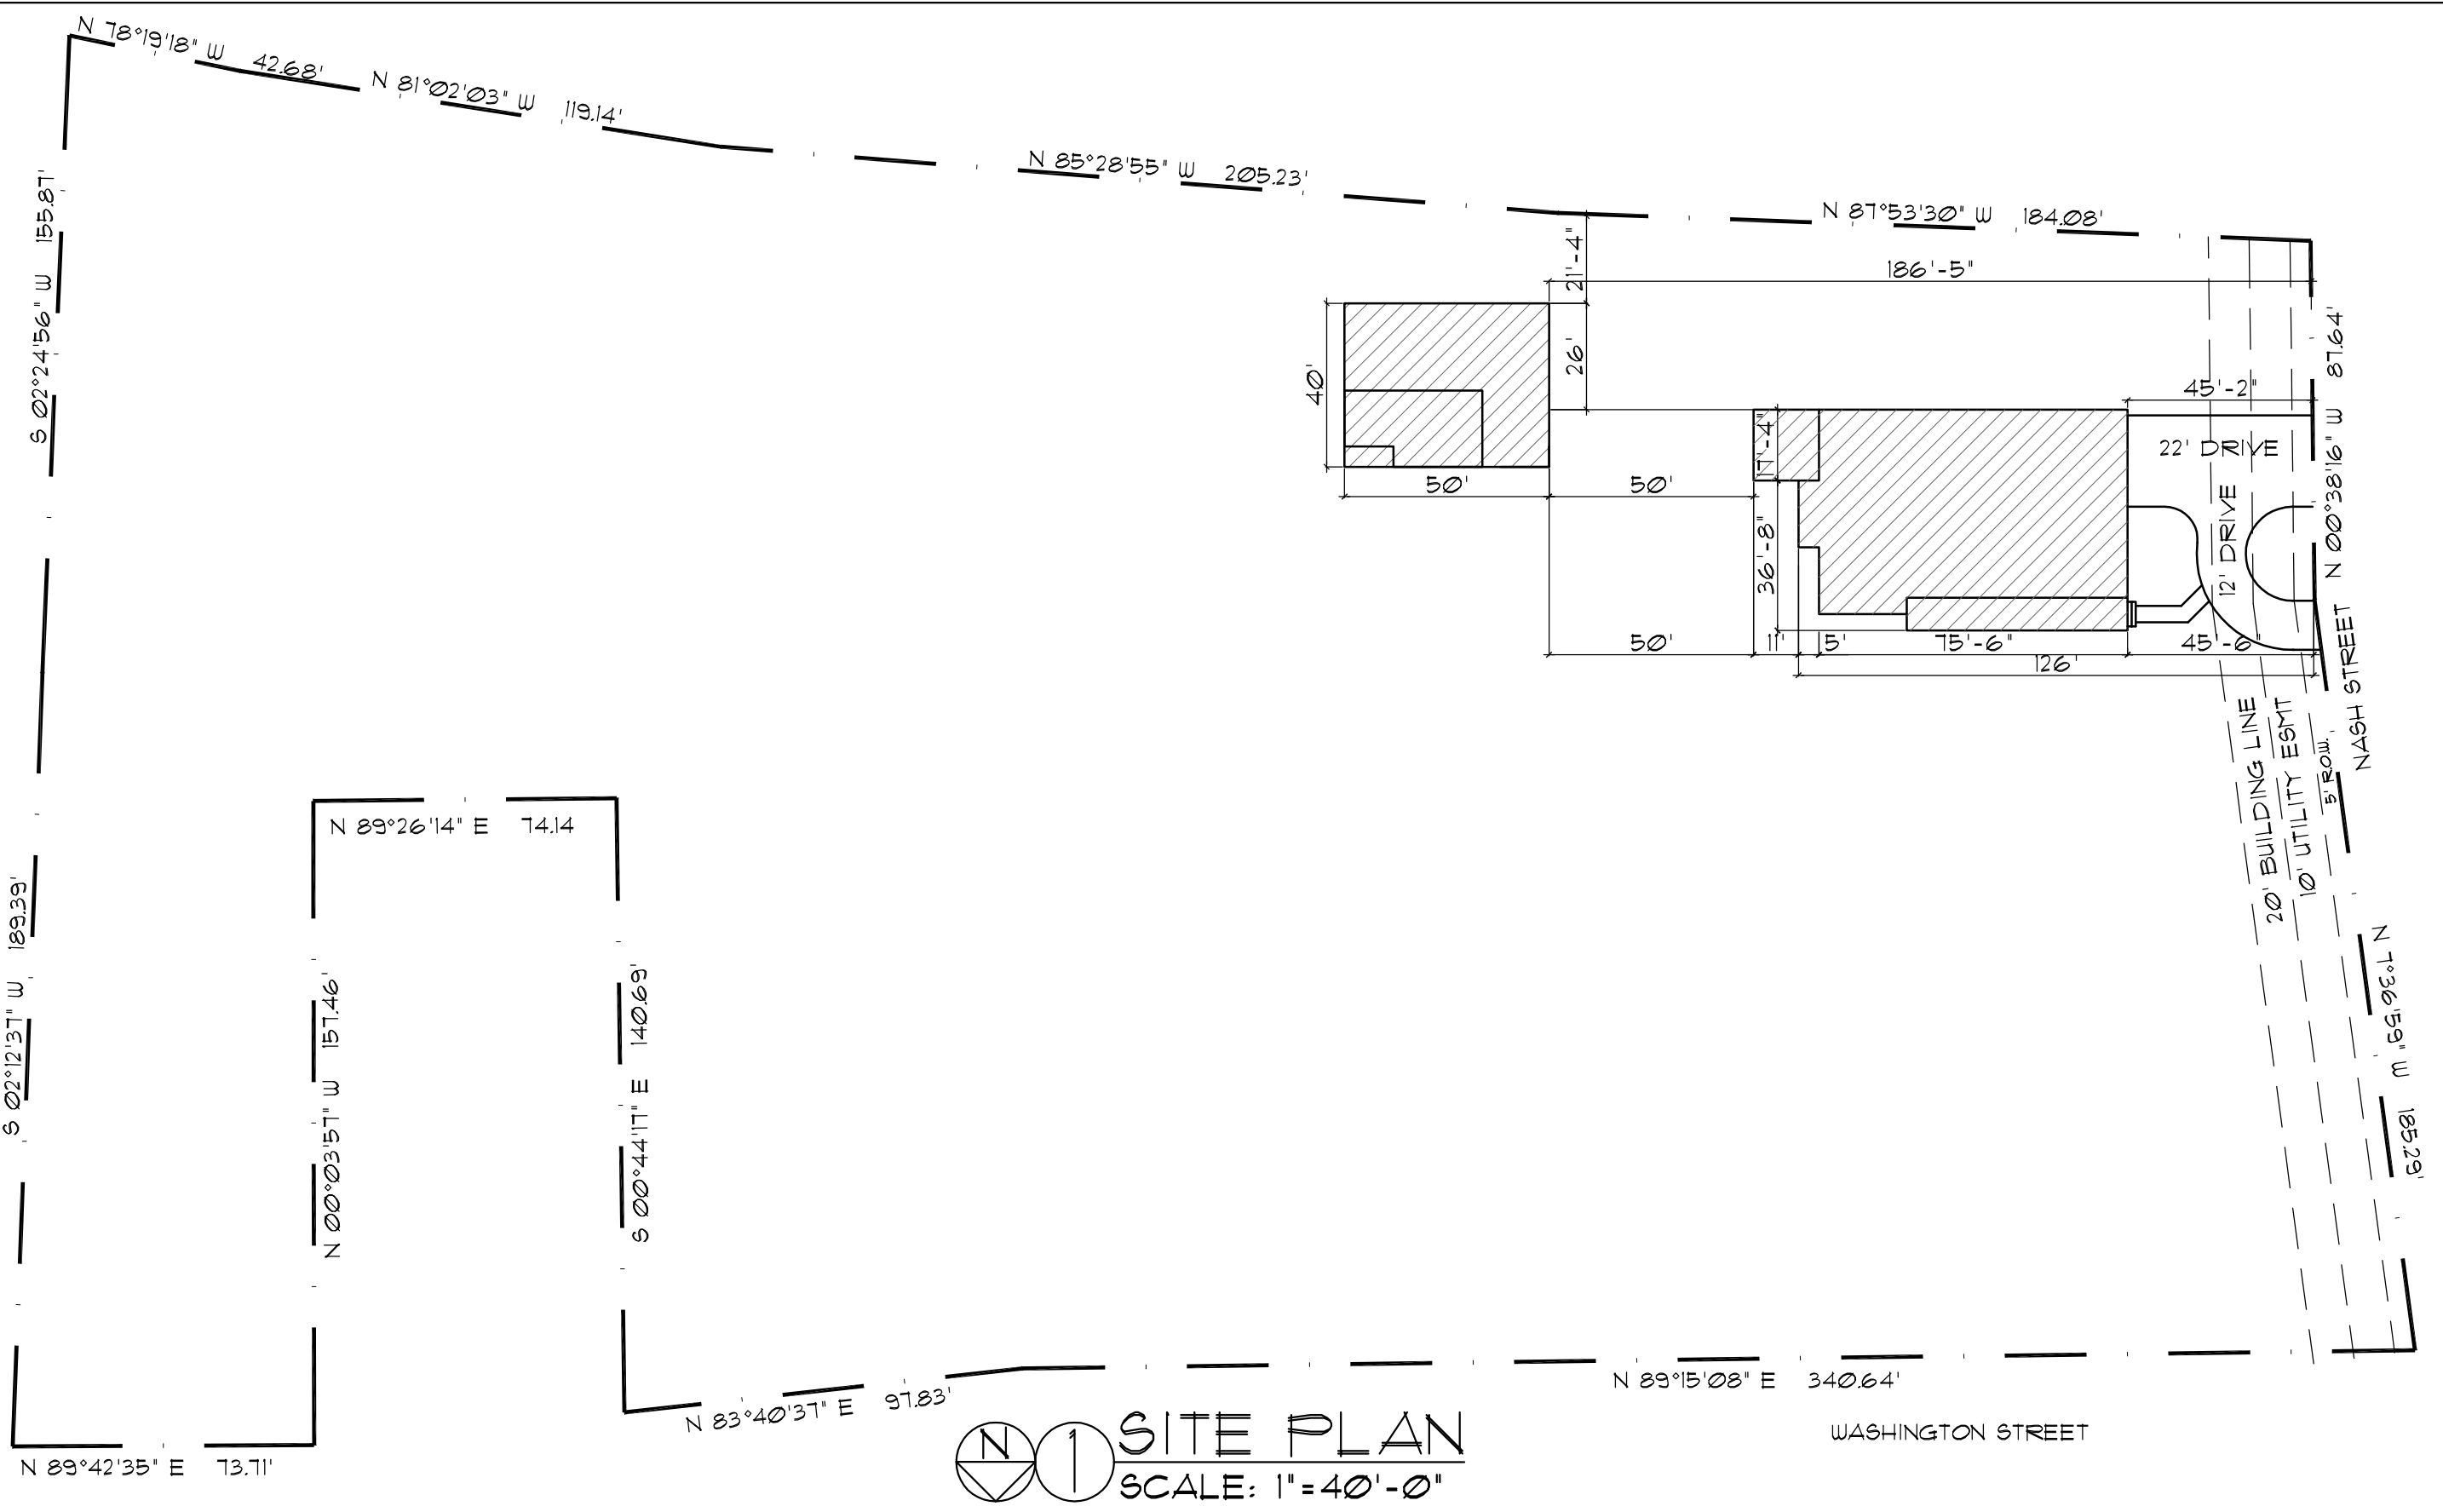 N 78°19'18" W 42.68'
N 81°02'03" W 119.14'
N 85°28'55" W 205.23'
N 87°53'30" W 184.08'
S 02°24'56" W 155.87'
21'-4"
186'-5"
40'
26'
N 00°38'16" W 87.64'
45'-2"
17'-4"
22' DRIVE
50'
50'
12' DRIVE
36'-8"
50'
11'
5'
75'-6"
45'-6"
126'
NASH STREET
20' BUILDING LINE
10' UTILITY ESMT
5' R.O.W.
N 89°26'14" E 74.14
S 02°12'37" W 189.39'
N 00°03'57" W 157.46'
S 00°44'17" E 140.69'
N 7°36'59" W 185.29'
N 89°15'08" E 340.64'
N 83°40'37" E 97.83'
WASHINGTON STREET
N 89°42'35" E 73.71'
N
1
SITE PLAN
SCALE: 1"=40'-0"